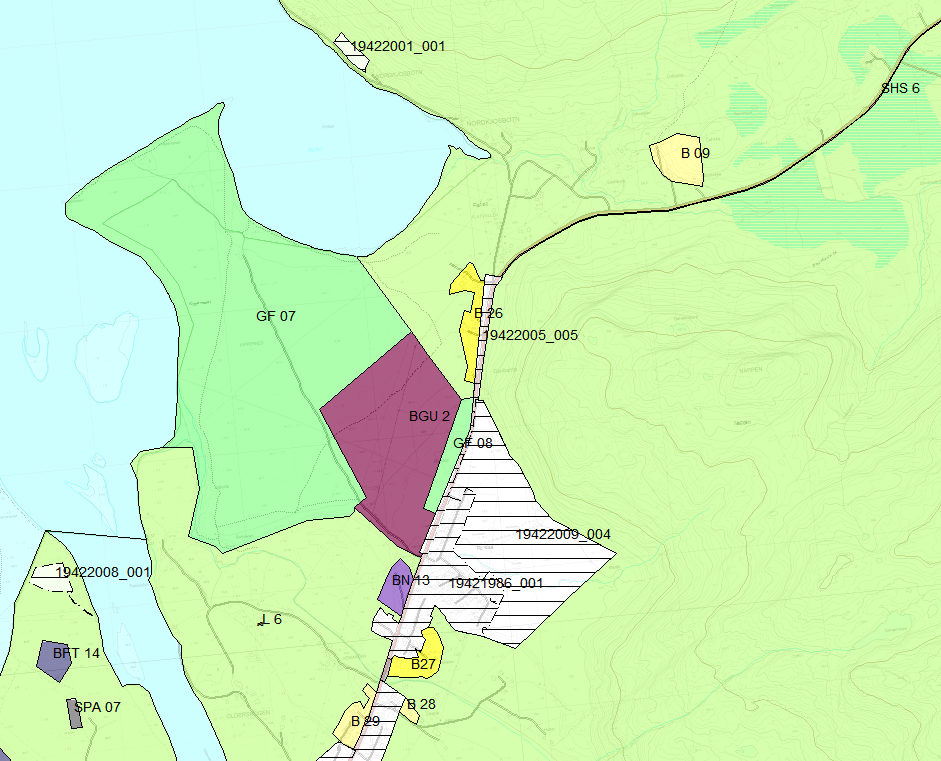 19422001_001
SHS 6
B 09
GF 07
B 26
19422005_005
BGU 2
GF 08
19422009_004
19422008_001
BN 13
19421986_001
L 6
BFT 14
B27
SPA 07
B 28
B 29